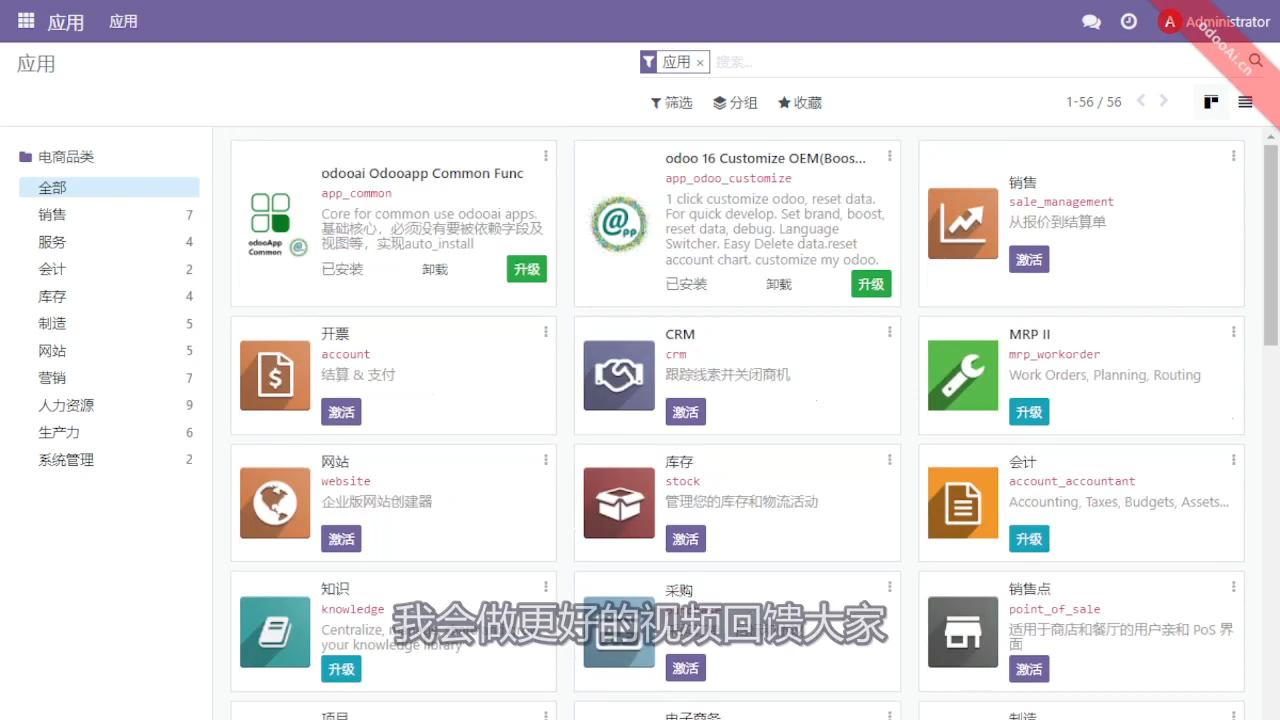 应用 应用
Administrator
odooAi.cn
应用
应用 × 搜索...
筛选 分组 收藏
1-56 / 56
电商品类
全部
销售 7
服务 4
会计 2
库存 4
制造 5
网站 5
营销 7
人力资源 9
生产力 6
系统管理 2
odooai Odooapp Common Func
app_common
Core for common use odooai apps.
基础核心，必须没有要被依赖字段及
视图等，实现auto_install
已安装 卸载 升级
odooApp
Common
odoo 16 Customize OEM(Boos...
app_odoo_customize
1 click customize odoo, reset data.
For quick develop. Set brand, boost,
reset data, debug. Language
Switcher. Easy Delete data.reset
account chart. customize my odoo.
已安装 卸载 升级
销售
sale_management
从报价到结算单
激活
开票
account
结算 & 支付
激活
CRM
crm
跟踪线索并关闭商机
激活
MRP II
mrp_workorder
Work Orders, Planning, Routing
升级
网站
website
企业版网站创建器
激活
库存
stock
管理您的库存和物流活动
激活
会计
account_accountant
Accounting, Taxes, Budgets, Assets...
升级
知识
knowledge
Centralize,
your knowledge library
升级
采购
激活
销售点
point_of_sale
适用于商店和餐厅的用户亲和 PoS 界
面
激活
我会做更好的视频回馈大家
项目
电子商务
制造